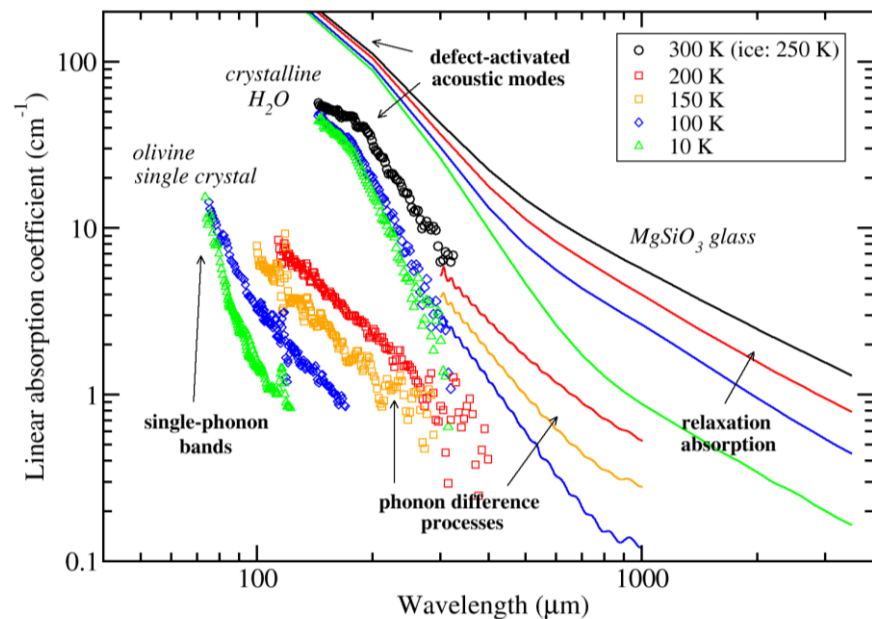 100
10
1
0.1
Linear absorption coefficient (cm⁻¹)
defect-activated
acoustic modes
crystalline
H₂O
olivine
single crystal
300 K (ice: 250 K)
200 K
150 K
100 K
10 K
MgSiO₃ glass
single-phonon
bands
phonon difference
processes
relaxation
absorption
100
1000
Wavelength (μm)